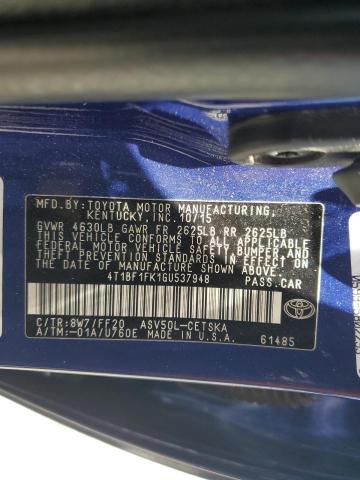 MFD.BY:TOYOTA MOTOR MANUFACTURING,
KENTUCKY,INC.10/15
GVWR 4630LB GAWR FR 2625LB RR 2625LB
THIS VEHICLE CONFORMS TO ALL APPLICABLE
FEDERAL MOTOR VEHICLE SAFETY BUMPER, AND
THEFT PREVENTION STANDARDS IN EFFECT ON
THE DATE OF MANUFACTURE SHOWN ABOVE.
4T1BF1FK1GU537948 PASS.CAR
C/TR:8W7/FF20 ASV50L-CETSKA
A/TM:-01A/U760E MADE IN U.S.A. 61485
TOYOTA